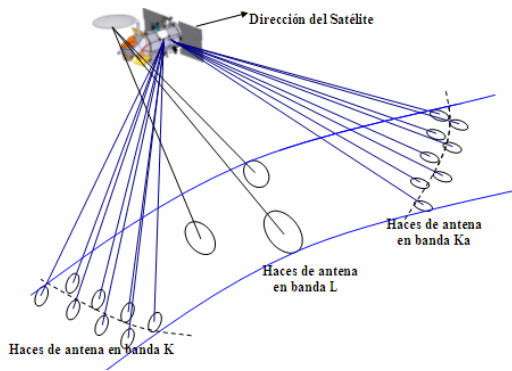 Dirección del Satélite
Haces de antena
en banda Ka
Haces de antena
en banda L
Haces de antena en banda K